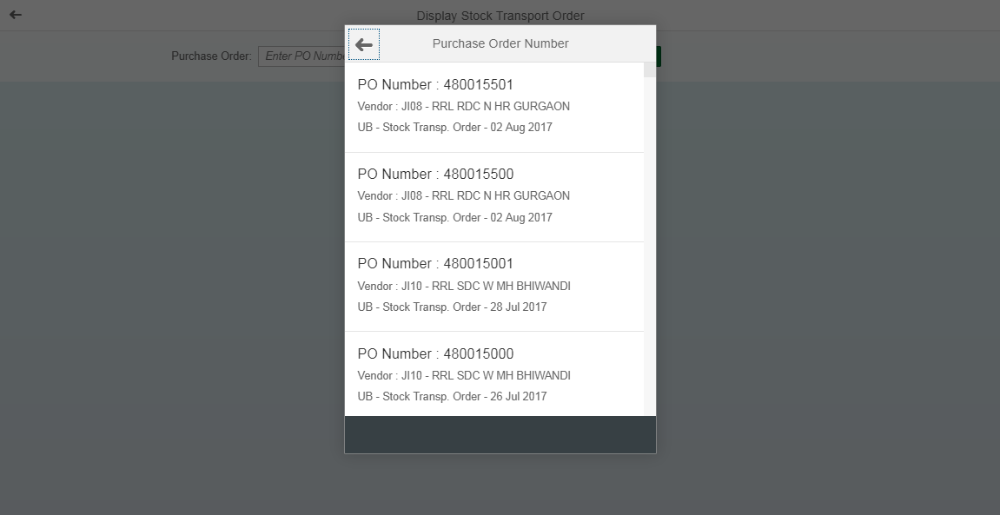 Display Stock Transport Order
Purchase Order: Enter PO Numb
Purchase Order Number
PO Number : 480015501
Vendor : JI08 - RRL RDC N HR GURGAON
UB - Stock Transp. Order - 02 Aug 2017
PO Number : 480015500
Vendor : JI08 - RRL RDC N HR GURGAON
UB - Stock Transp. Order - 02 Aug 2017
PO Number : 480015001
Vendor : JI10 - RRL SDC W MH BHIWANDI
UB - Stock Transp. Order - 28 Jul 2017
PO Number : 480015000
Vendor : JI10 - RRL SDC W MH BHIWANDI
UB - Stock Transp. Order - 26 Jul 2017